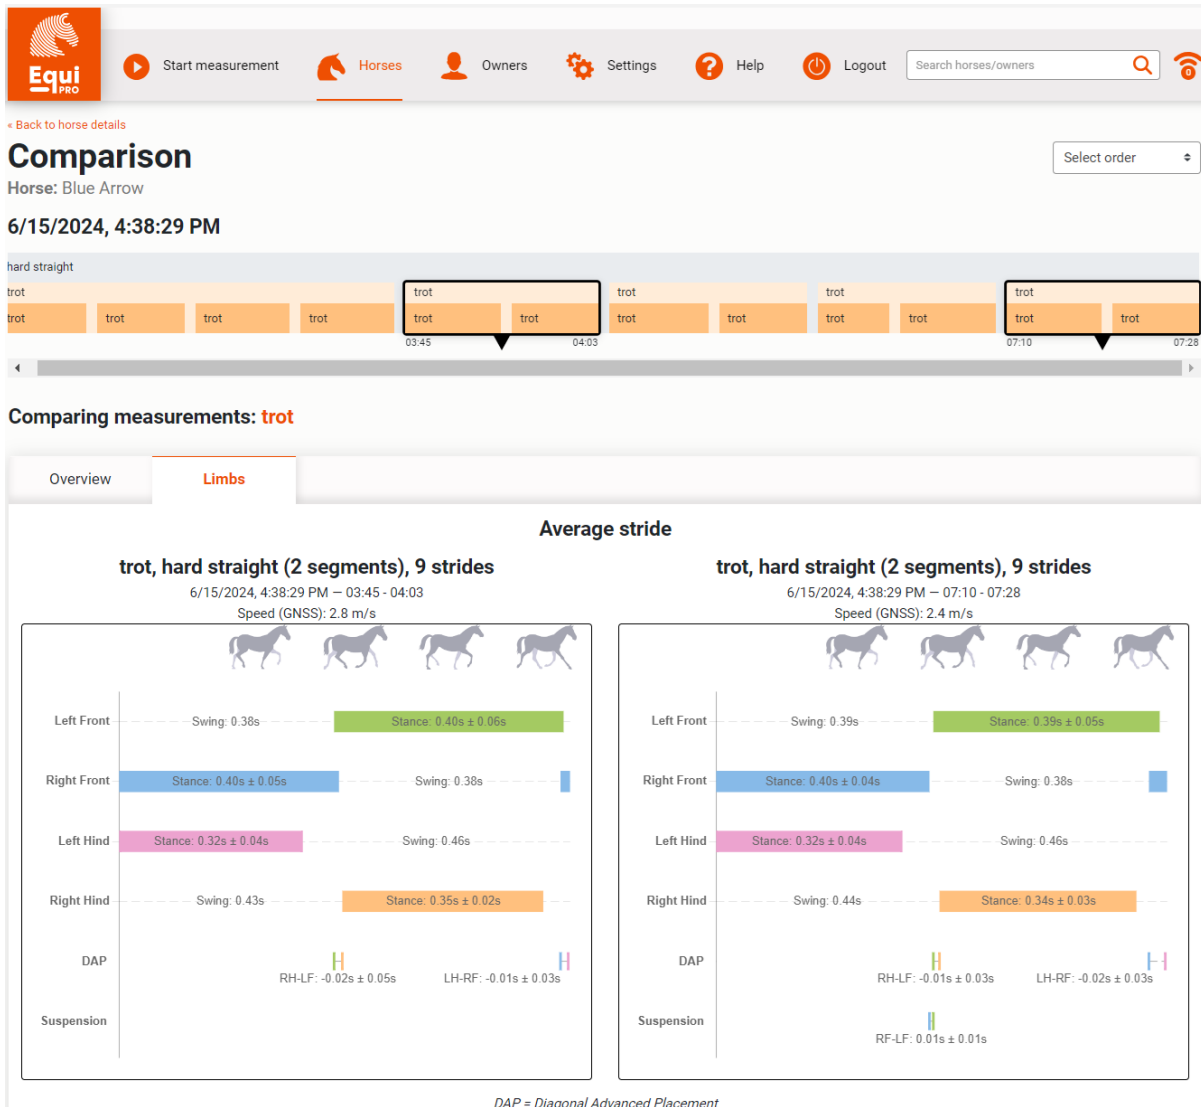 Equi
PRO
Start measurement
Horses
Owners
Settings
Help
Logout
Search horses/owners
0
« Back to horse details
Comparison
Select order
Horse: Blue Arrow
6/15/2024, 4:38:29 PM
hard straight
trot trot trot trot trot
trot trot trot trot trot trot trot trot trot trot trot trot
03:45 04:03 07:10 07:28
Comparing measurements: trot
Overview Limbs
Average stride
trot, hard straight (2 segments), 9 strides
6/15/2024, 4:38:29 PM — 03:45 - 04:03
Speed (GNSS): 2.8 m/s
Left Front Swing: 0.38s Stance: 0.40s ± 0.06s
Right Front Stance: 0.40s ± 0.05s Swing: 0.38s
Left Hind Stance: 0.32s ± 0.04s Swing: 0.46s
Right Hind Swing: 0.43s Stance: 0.35s ± 0.02s
DAP
RH-LF: -0.02s ± 0.05s LH-RF: -0.01s ± 0.03s
Suspension
trot, hard straight (2 segments), 9 strides
6/15/2024, 4:38:29 PM — 07:10 - 07:28
Speed (GNSS): 2.4 m/s
Left Front Swing: 0.39s Stance: 0.39s ± 0.05s
Right Front Stance: 0.40s ± 0.04s Swing: 0.38s
Left Hind Stance: 0.32s ± 0.04s Swing: 0.46s
Right Hind Swing: 0.44s Stance: 0.34s ± 0.03s
DAP
RH-LF: -0.01s ± 0.03s LH-RF: -0.02s ± 0.03s
Suspension
RF-LF: 0.01s ± 0.01s
DAP = Diagonal Advanced Placement